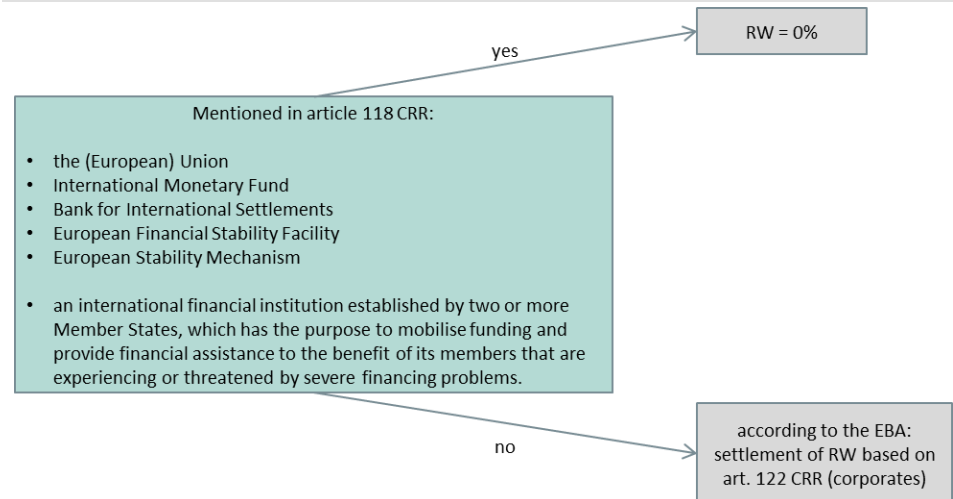 RW = 0%
yes
Mentioned in article 118 CRR:
• the (European) Union
• International Monetary Fund
• Bank for International Settlements
• European Financial Stability Facility
• European Stability Mechanism
• an international financial institution established by two or more
Member States, which has the purpose to mobilise funding and
provide financial assistance to the benefit of its members that are
experiencing or threatened by severe financing problems.
no
according to the EBA:
settlement of RW based on
art. 122 CRR (corporates)